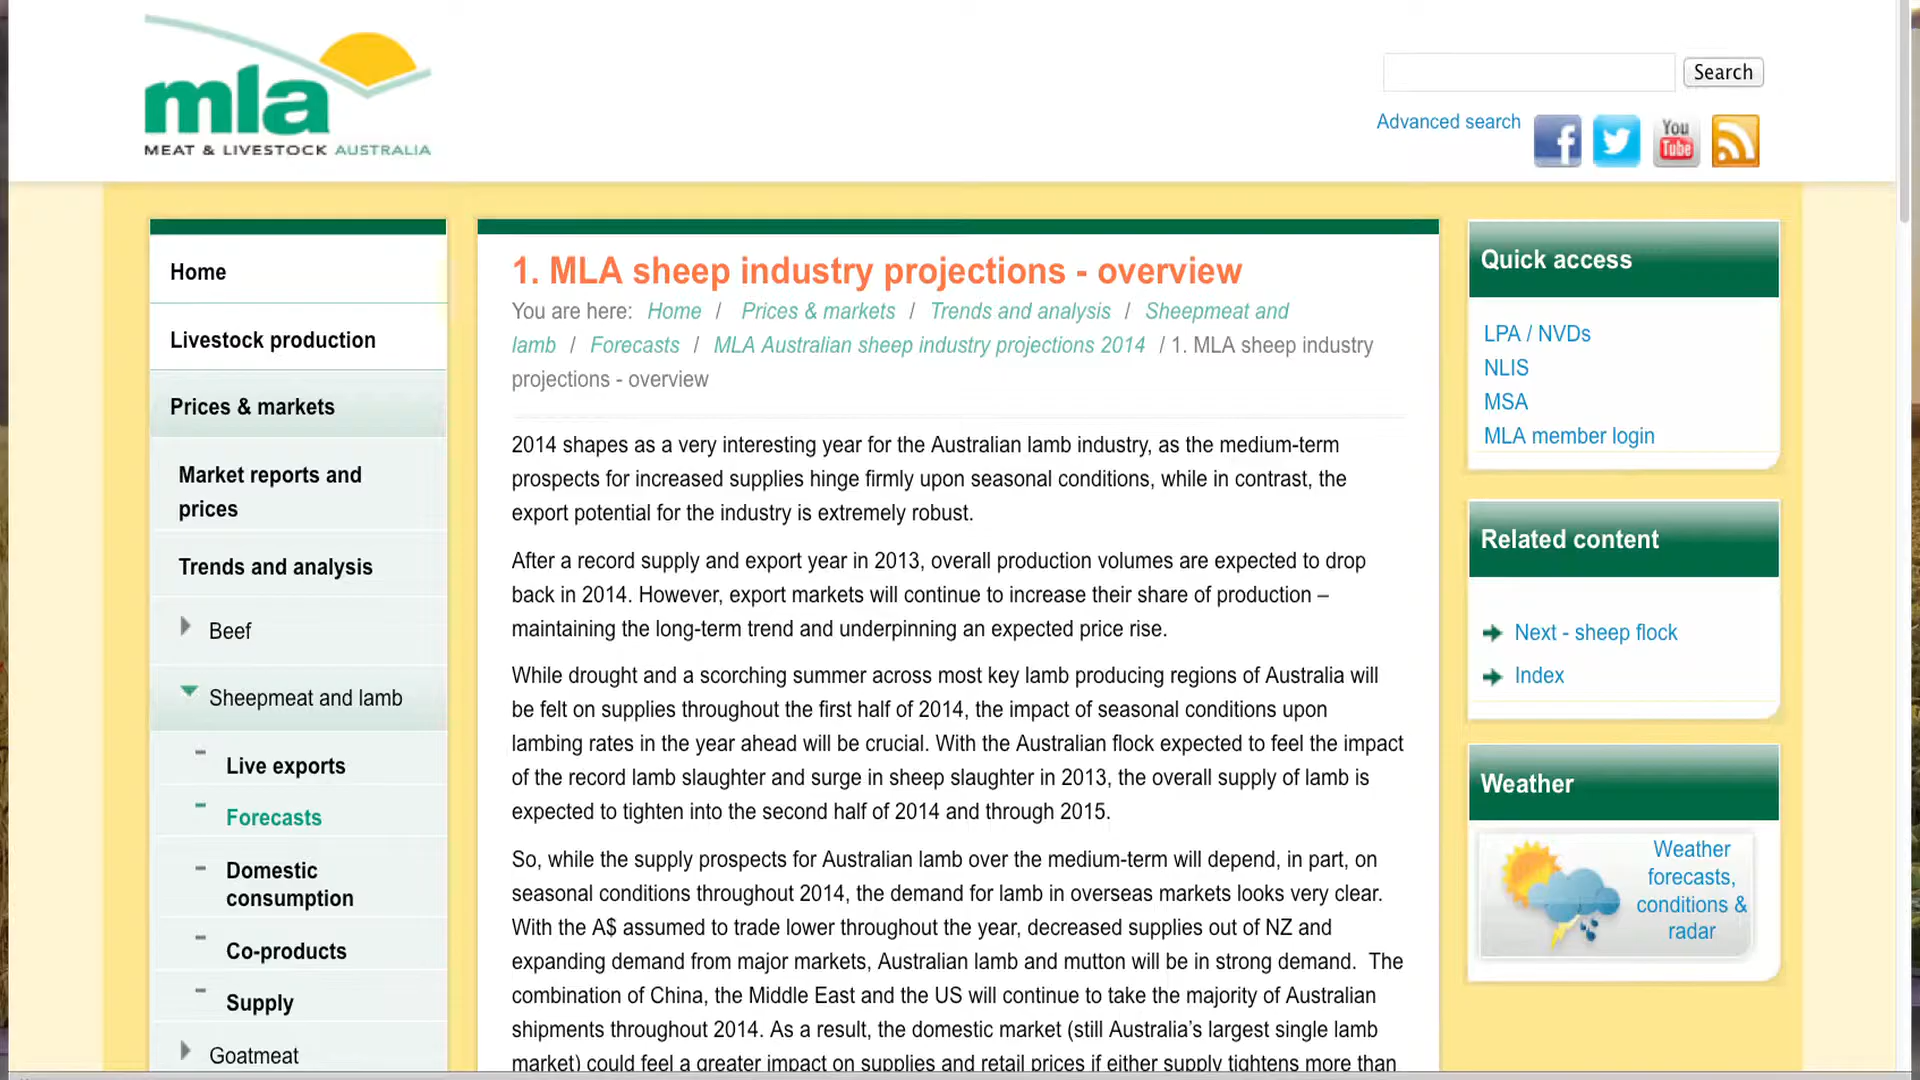 mla
MEAT & LIVESTOCK AUSTRALIA
Search
Advanced search
You
Tube
Home
Livestock production
Prices & markets
Market reports and
prices
Trends and analysis
Beef
Sheepmeat and lamb
Live exports
Forecasts
Domestic
consumption
Co-products
Supply
Goatmeat
1. MLA sheep industry projections - overview
You are here: Home / Prices & markets / Trends and analysis / Sheepmeat and
lamb / Forecasts / MLA Australian sheep industry projections 2014 / 1. MLA sheep industry
projections - overview
2014 shapes as a very interesting year for the Australian lamb industry, as the medium-term
prospects for increased supplies hinge firmly upon seasonal conditions, while in contrast, the
export potential for the industry is extremely robust.
After a record supply and export year in 2013, overall production volumes are expected to drop
back in 2014. However, export markets will continue to increase their share of production –
maintaining the long-term trend and underpinning an expected price rise.
While drought and a scorching summer across most key lamb producing regions of Australia will
be felt on supplies throughout the first half of 2014, the impact of seasonal conditions upon
lambing rates in the year ahead will be crucial. With the Australian flock expected to feel the impact
of the record lamb slaughter and surge in sheep slaughter in 2013, the overall supply of lamb is
expected to tighten into the second half of 2014 and through 2015.
So, while the supply prospects for Australian lamb over the medium-term will depend, in part, on
seasonal conditions throughout 2014, the demand for lamb in overseas markets looks very clear.
With the A$ assumed to trade lower throughout the year, decreased supplies out of NZ and
expanding demand from major markets, Australian lamb and mutton will be in strong demand. The
combination of China, the Middle East and the US will continue to take the majority of Australian
shipments throughout 2014. As a result, the domestic market (still Australia's largest single lamb
market) could feel a greater impact on supplies and retail prices if either supply tightens more than
Quick access
LPA / NVDs
NLIS
MSA
MLA member login
Related content
Next - sheep flock
Index
Weather
Weather
forecasts,
conditions &
radar